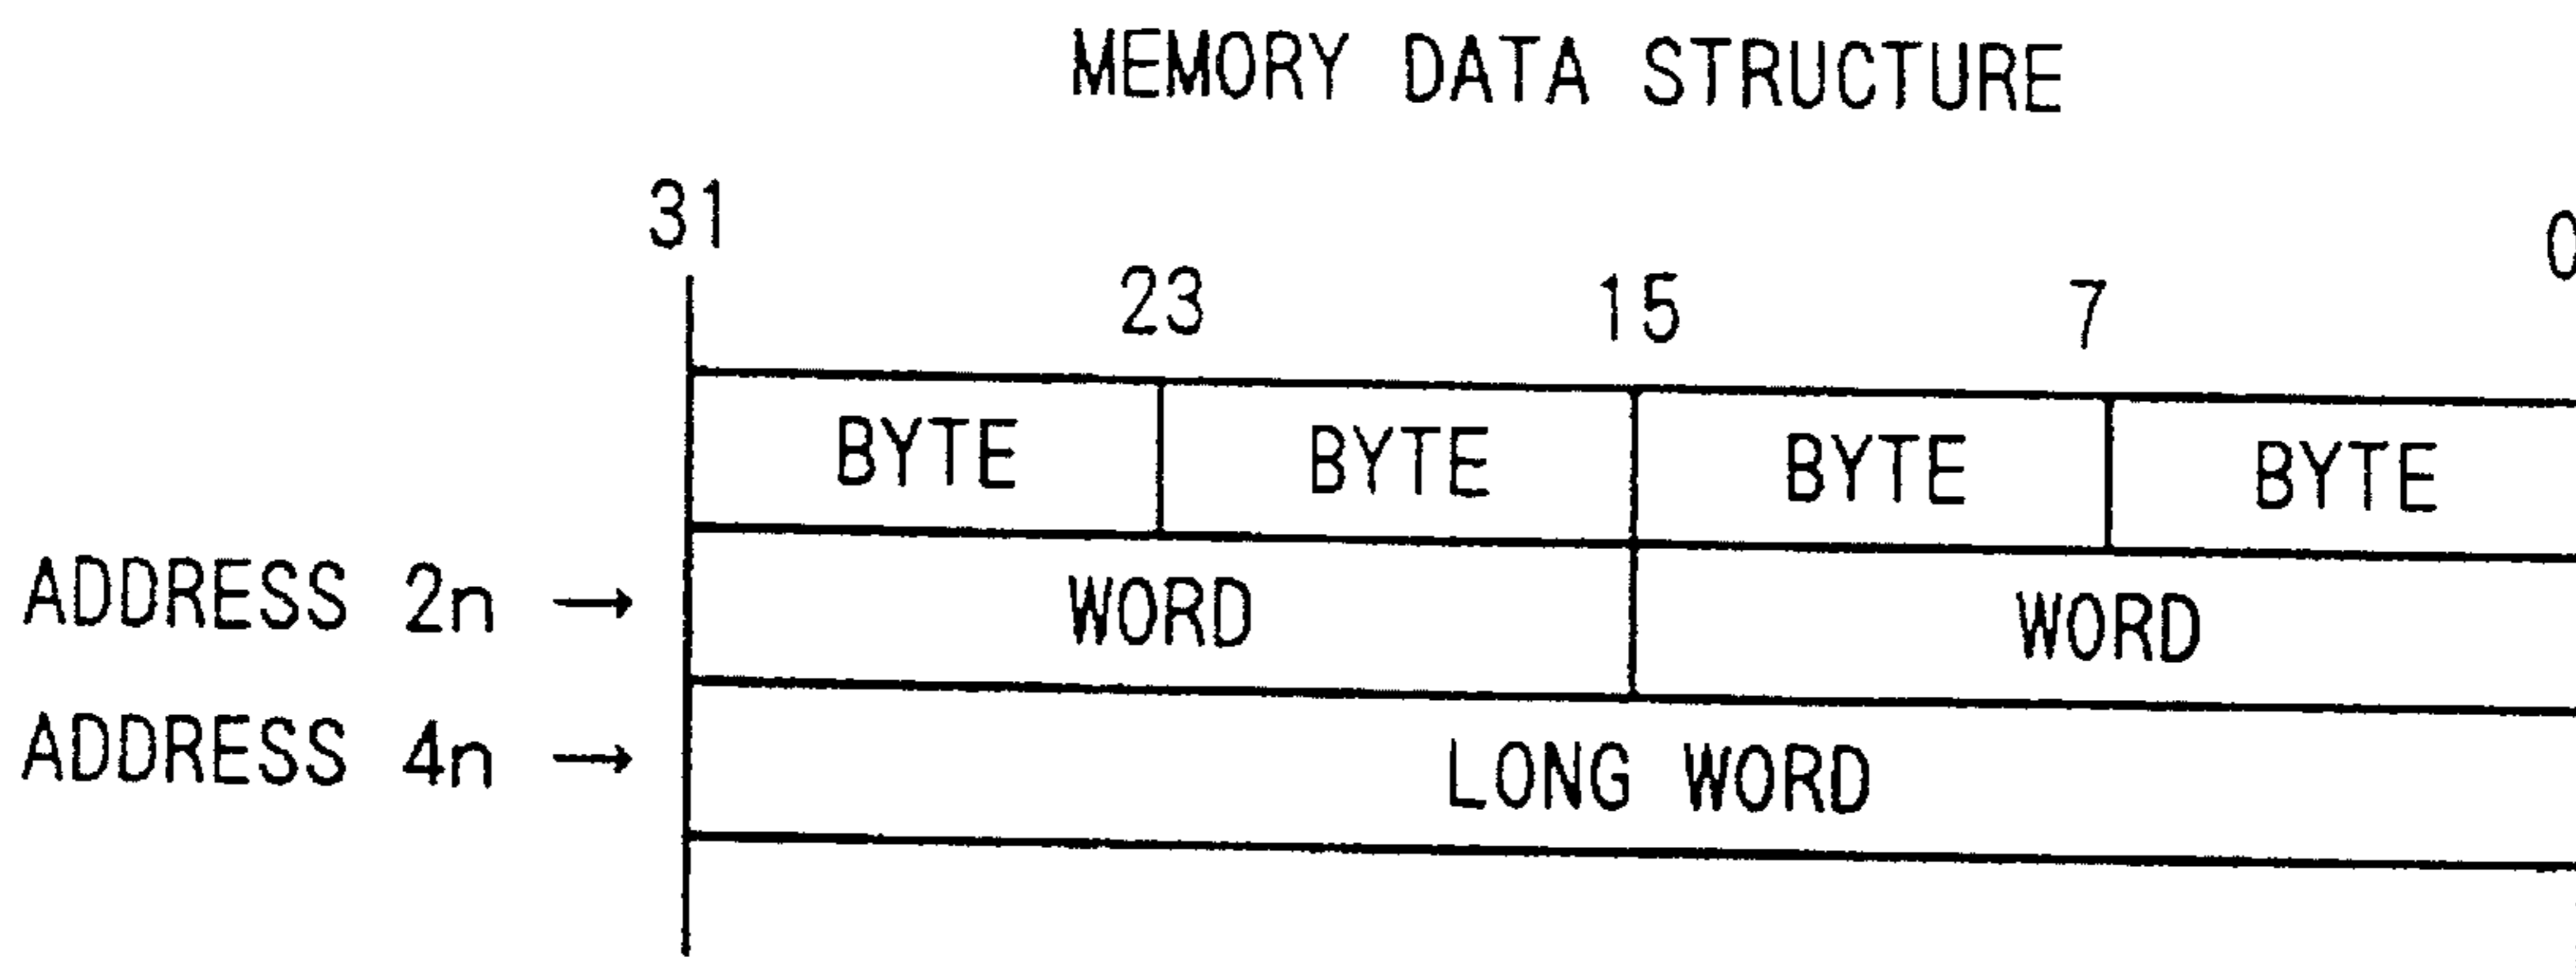 MEMORY DATA STRUCTURE
31 23 15 7 0
BYTE BYTE BYTE BYTE
ADDRESS 2n → WORD WORD
ADDRESS 4n → LONG WORD